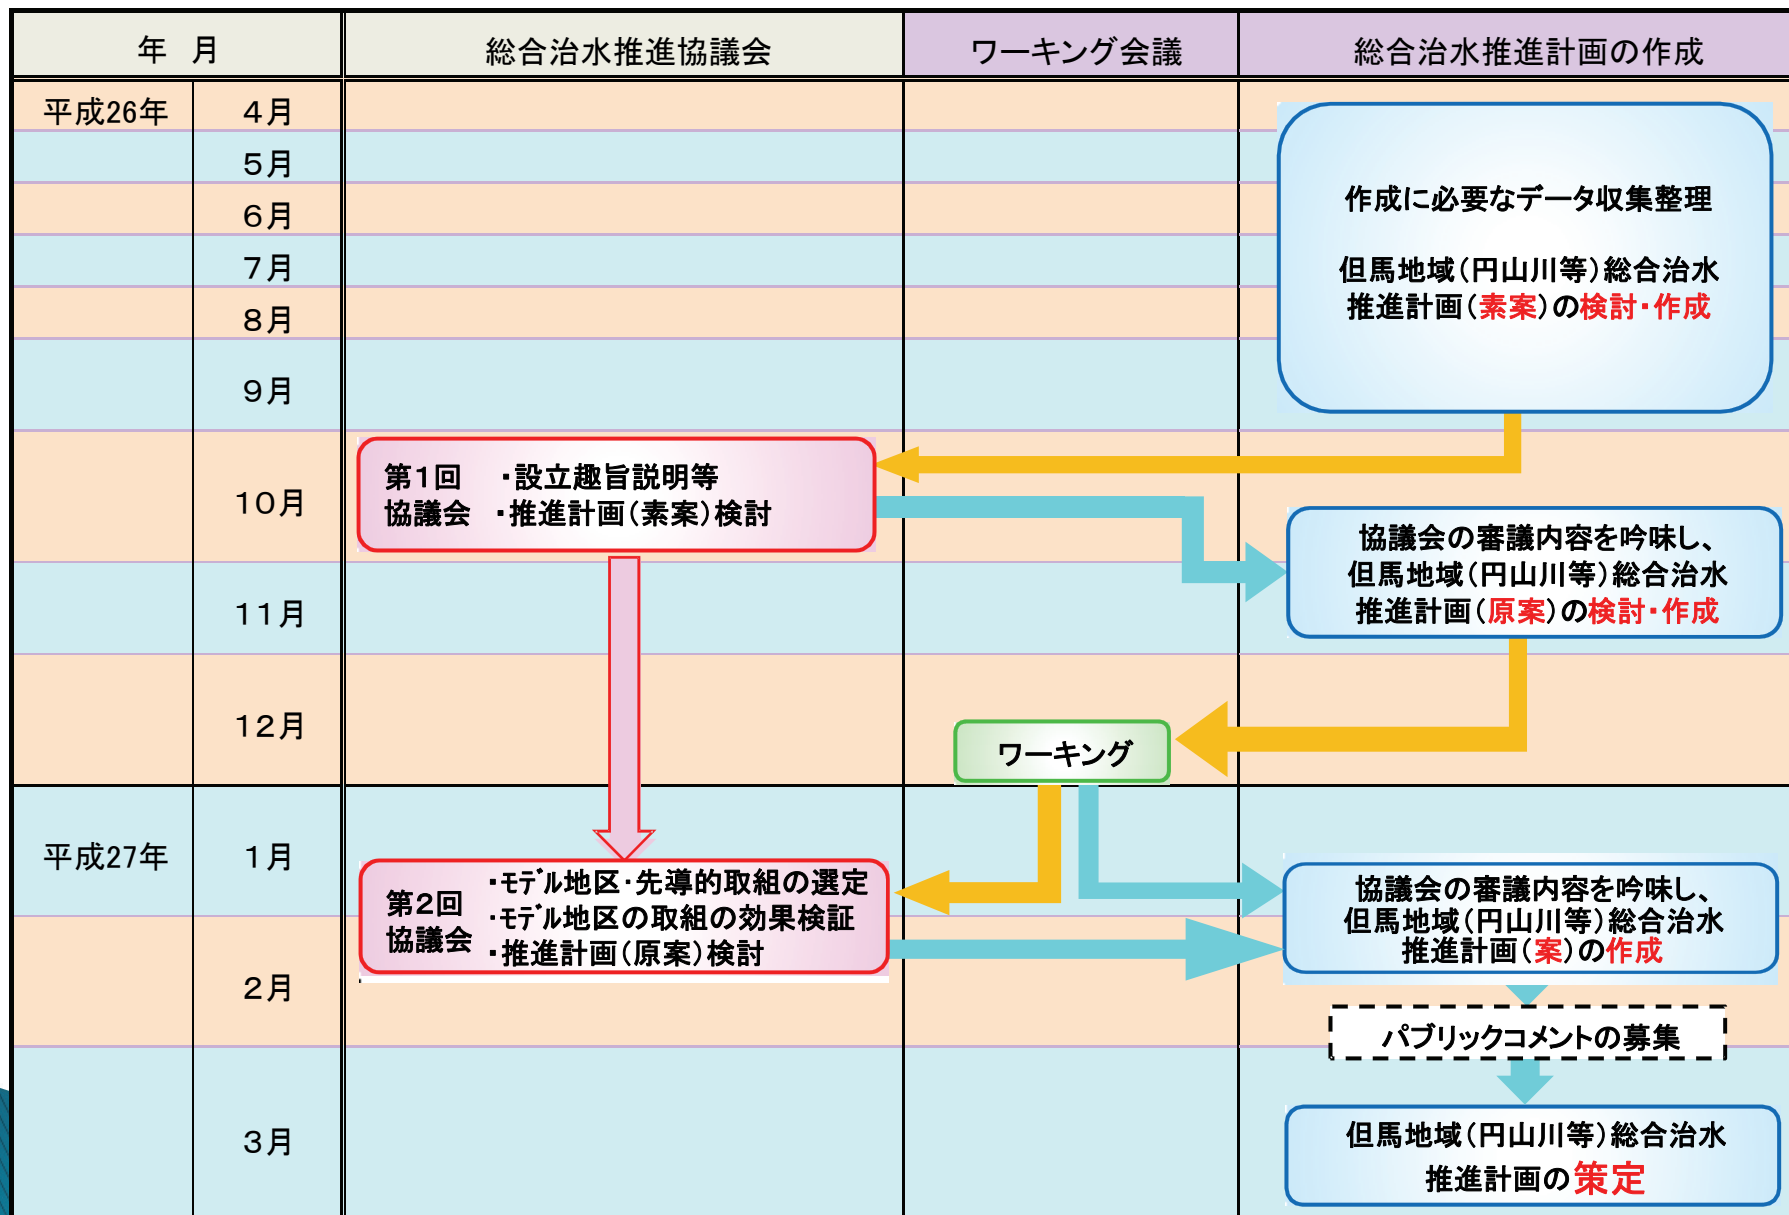 年 月
総合治水推進協議会
ワーキング会議
総合治水推進計画の作成
平成26年
4月
5月
6月
7月
8月
9月
10月
11月
12月
平成27年
1月
2月
3月
作成に必要なデータ収集整理
但馬地域(円山川等)総合治水
推進計画(素案)の検討・作成
第1回 ・設立趣旨説明等
協議会 ・推進計画(素案)検討
協議会の審議内容を吟味し、
但馬地域(円山川等)総合治水
推進計画(原案)の検討・作成
ワーキング
第2回
協議会
・ﾓﾃﾞﾙ地区・先導的取組の選定
・ﾓﾃﾞﾙ地区の取組の効果検証
・推進計画(原案)検討
協議会の審議内容を吟味し、
但馬地域(円山川等)総合治水
推進計画(案)の作成
パブリックコメントの募集
但馬地域(円山川等)総合治水
推進計画の策定